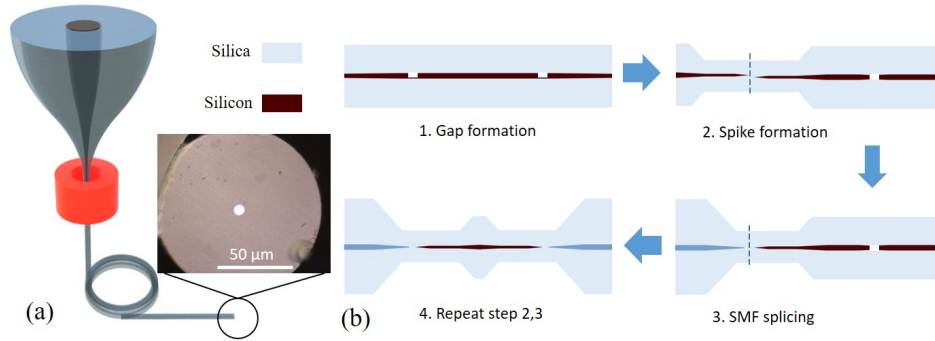 (a)
Silica
Silicon
50 μm
(b)
1. Gap formation
2. Spike formation
4. Repeat step 2,3
3. SMF splicing